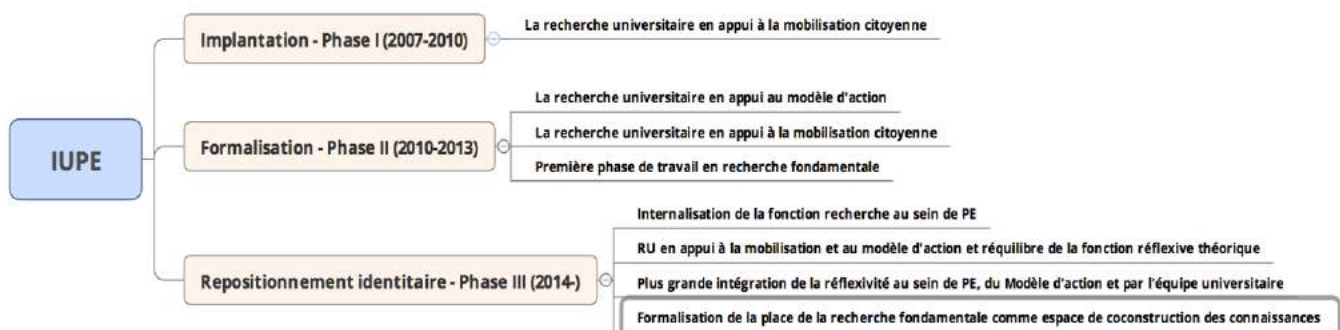 IUPE
Implantation - Phase I (2007-2010)
La recherche universitaire en appui à la mobilisation citoyenne
Formalisation - Phase II (2010-2013)
La recherche universitaire en appui au modèle d'action
La recherche universitaire en appui à la mobilisation citoyenne
Première phase de travail en recherche fondamentale
Repositionnement identitaire - Phase III (2014-)
Internalisation de la fonction recherche au sein de PE
RU en appui à la mobilisation et au modèle d'action et réquilibre de la fonction réflexive théorique
Plus grande intégration de la réflexivité au sein de PE, du Modèle d'action et par l'équipe universitaire
Formalisation de la place de la recherche fondamentale comme espace de coconstruction des connaissances